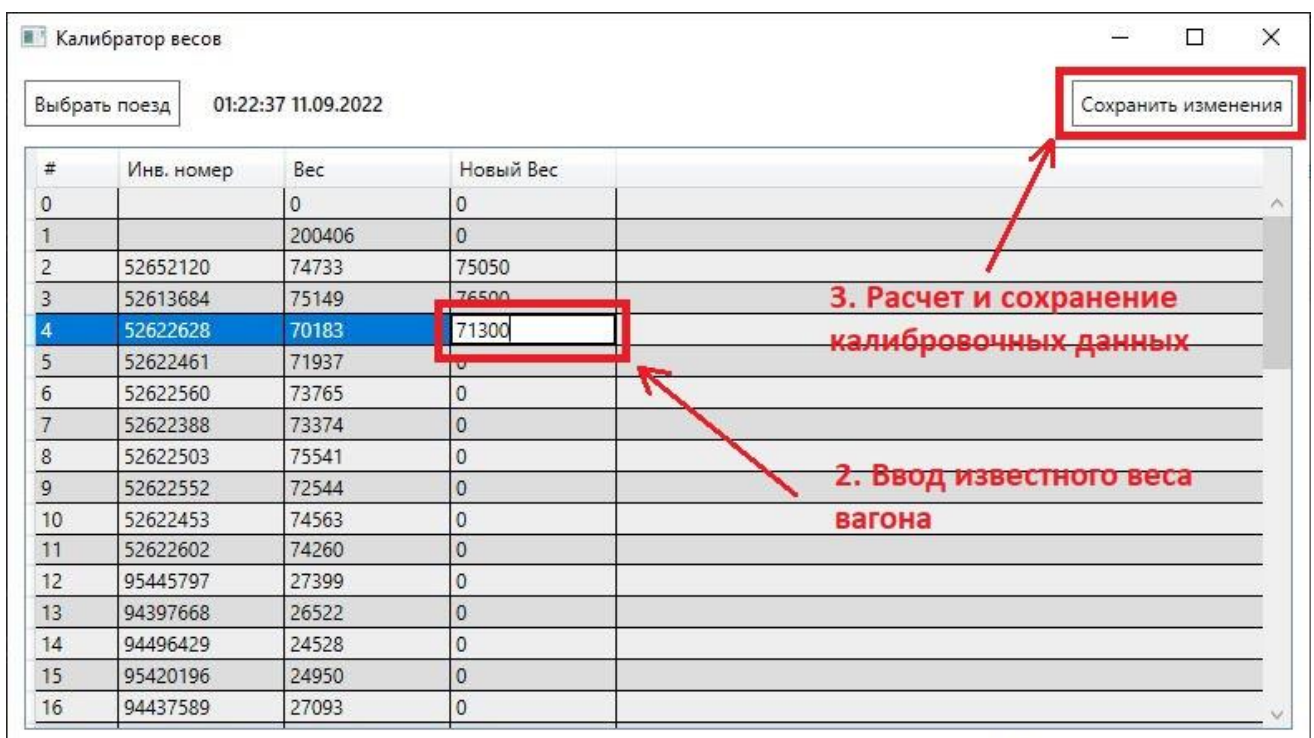 Калибратор весов
Выбрать поезд 01:22:37 11.09.2022 Сохранить изменения
# Инв. номер Вес Новый Вес
0 0 0
1 200406 0
2 52652120 74733 75050
3 52613684 75149 76500
4 52622628 70183 71300
5 52622461 71937 0
6 52622560 73765 0
7 52622388 73374 0
8 52622503 75541 0
9 52622552 72544 0
10 52622453 74563 0
11 52622602 74260 0
12 95445797 27399 0
13 94397668 26522 0
14 94496429 24528 0
15 95420196 24950 0
16 94437589 27093 0
3. Расчет и сохранение
калибровочных данных
2. Ввод известного веса
вагона